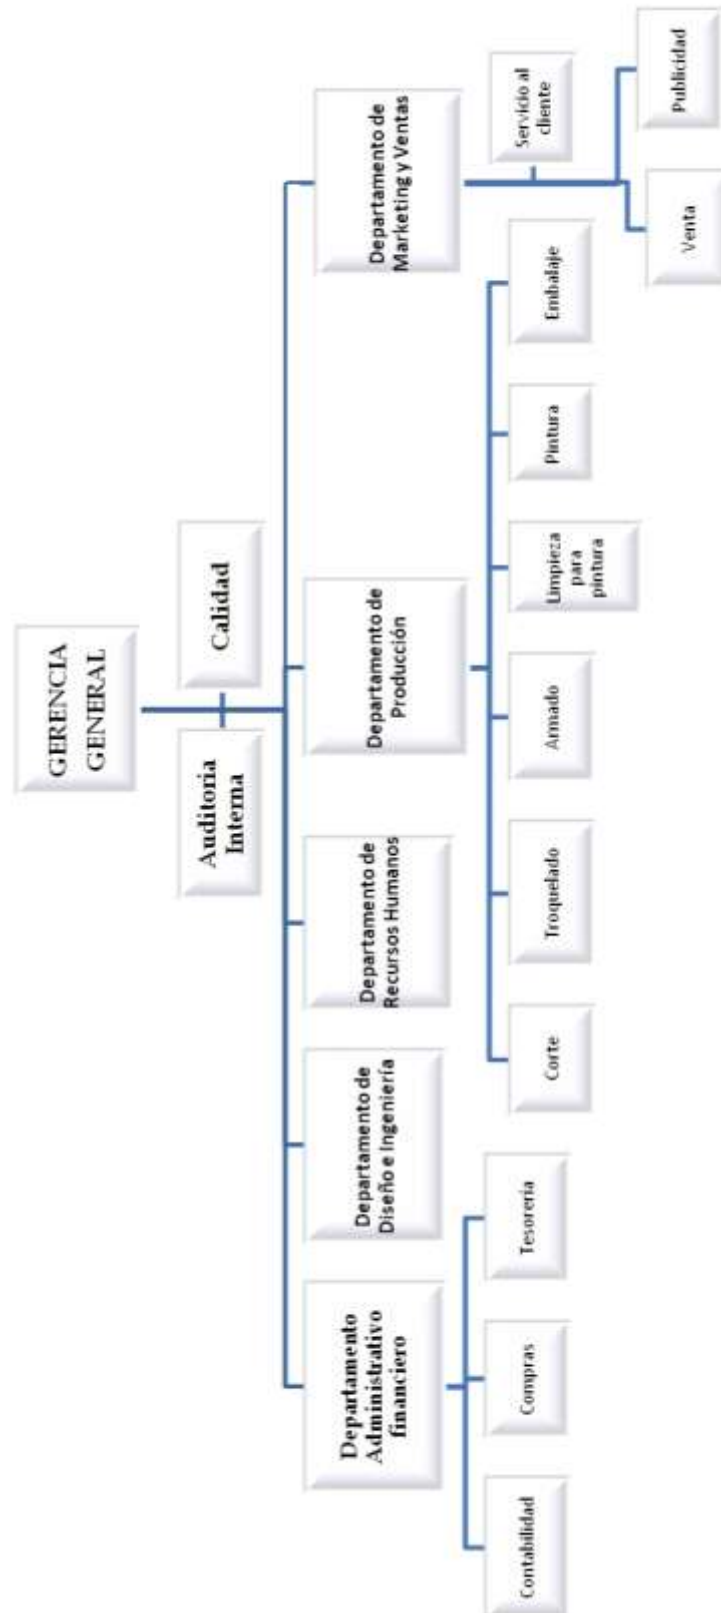 GERENCIA
GENERAL
Auditoria
Interna
Calidad
Departamento
Administrativo
financiero
Departamento de
Diseño e Ingeniería
Departamento de
Recursos Humanos
Departamento de
Producción
Departamento de
Marketing y Ventas
Contabilidad
Compras
Tesorería
Corte
Troquelado
Armado
Limpieza
para
pintura
Pintura
Embalaje
Servicio al
cliente
Venta
Publicidad